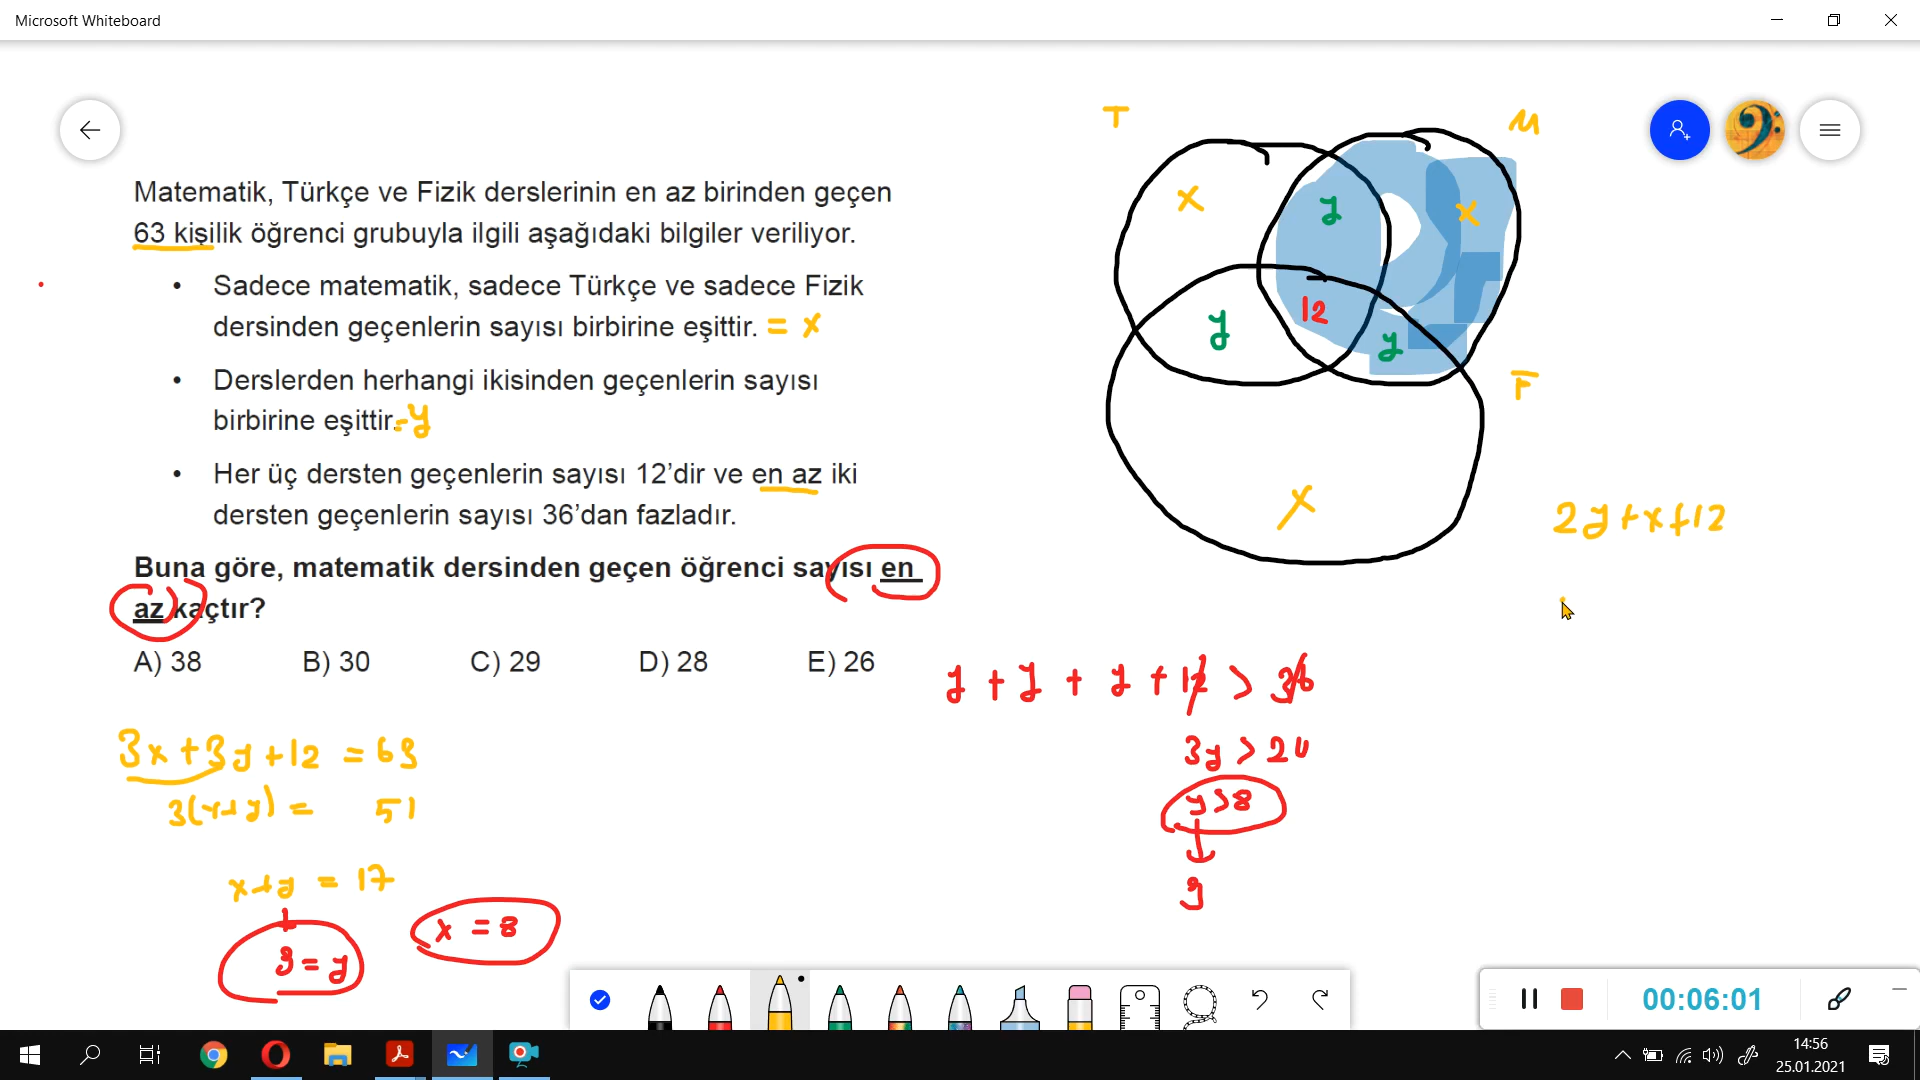 Microsoft Whiteboard
T
M
Matematik, Türkçe ve Fizik derslerinin en az birinden geçen
63 kişilik öğrenci grubuyla ilgili aşağıdaki bilgiler veriliyor.
x
y
x
• Sadece matematik, sadece Türkçe ve sadece Fizik
dersinden geçenlerin sayısı birbirine eşittir. = x
y
12
y
• Derslerden herhangi ikisinden geçenlerin sayısı
birbirine eşittir. - y
F
• Her üç dersten geçenlerin sayısı 12'dir ve en az iki
dersten geçenlerin sayısı 36'dan fazladır.
x
2y+x+12
Buna göre, matematik dersinden geçen öğrenci sayısı en
az kaçtır?
A) 38 B) 30 C) 29 D) 28 E) 26
y + y + y + 12 > 36
3x+3y+12 = 63
3y > 24
3(x+y) = 51
y>8
x+y = 17
9
x = 8
9 = y
00:06:01
14:56
25.01.2021